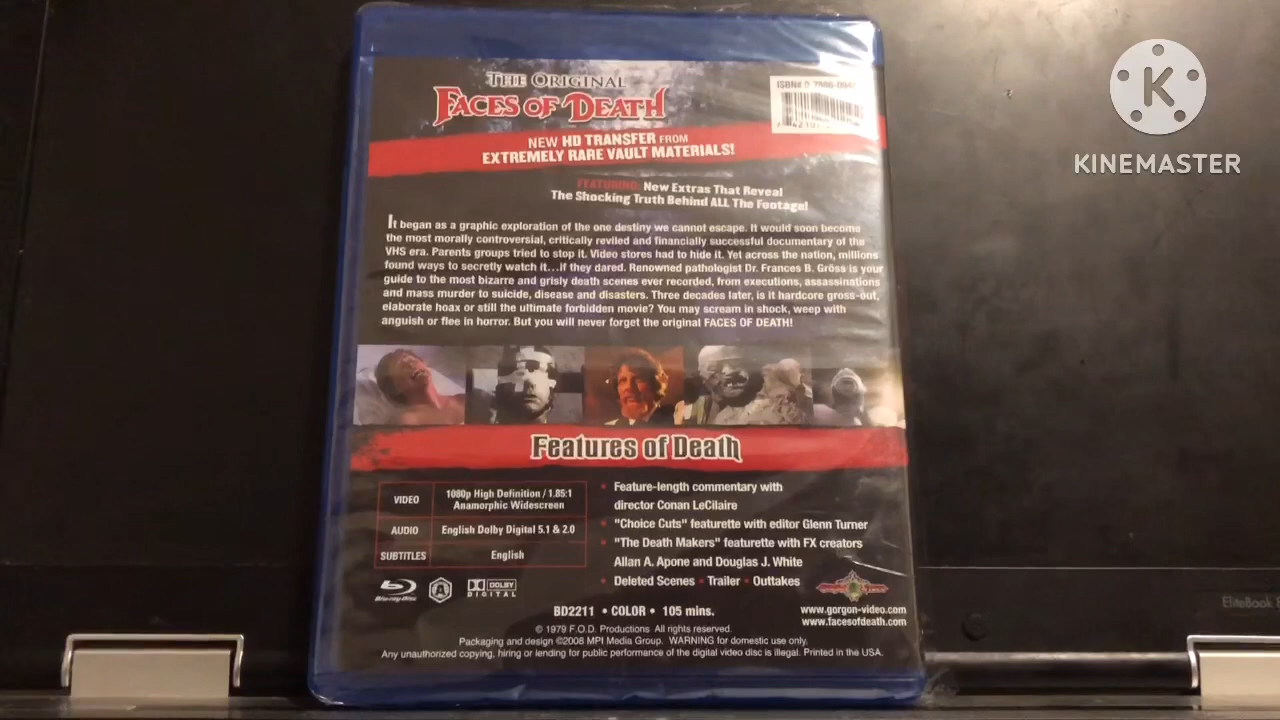 KINEMASTER
THE ORIGINAL
FACES OF DEATH
NEW HD TRANSFER FROM
EXTREMELY RARE VAULT MATERIALS!
FEATURING: New Extras That Reveal
The Shocking Truth Behind ALL The Footage!
It began as a graphic exploration of the one destiny we cannot escape. It would soon become
the most morally controversial, critically reviled and financially successful documentary of the
VHS era. Parents groups tried to stop it. Video stores had to hide it. Yet across the nation, millions
found ways to secretly watch it...if they dared. Renowned pathologist Dr. Frances B. Gröss is your
guide to the most bizarre and grisly death scenes ever recorded, from executions, assassinations
and mass murder to suicide, disease and disasters. Three decades later, is it hardcore gross-out,
elaborate hoax or still the ultimate forbidden movie? You may scream in shock, weep with
anguish or flee in horror. But you will never forget the original FACES OF DEATH!
Features of Death
VIDEO
1080p High Definition / 1.85:1
Anamorphic Widescreen
AUDIO
English Dolby Digital 5.1 & 2.0
SUBTITLES
English
• Feature-length commentary with
director Conan LeCilaire
• "Choice Cuts" featurette with editor Glenn Turner
• "The Death Makers" featurette with FX creators
Allan A. Apone and Douglas J. White
• Deleted Scenes • Trailer • Outtakes
Blu-ray Disc
A
DOLBY
DIGITAL
BD2211 • COLOR • 105 mins.
www.gorgon-video.com
www.facesofdeath.com
© 1979 F.O.D. Productions All rights reserved.
Packaging and design ©2008 MPI Media Group. WARNING for domestic use only.
Any unauthorized copying, hiring or lending for public performance of the digital video disc is illegal. Printed in the USA.
EliteBook